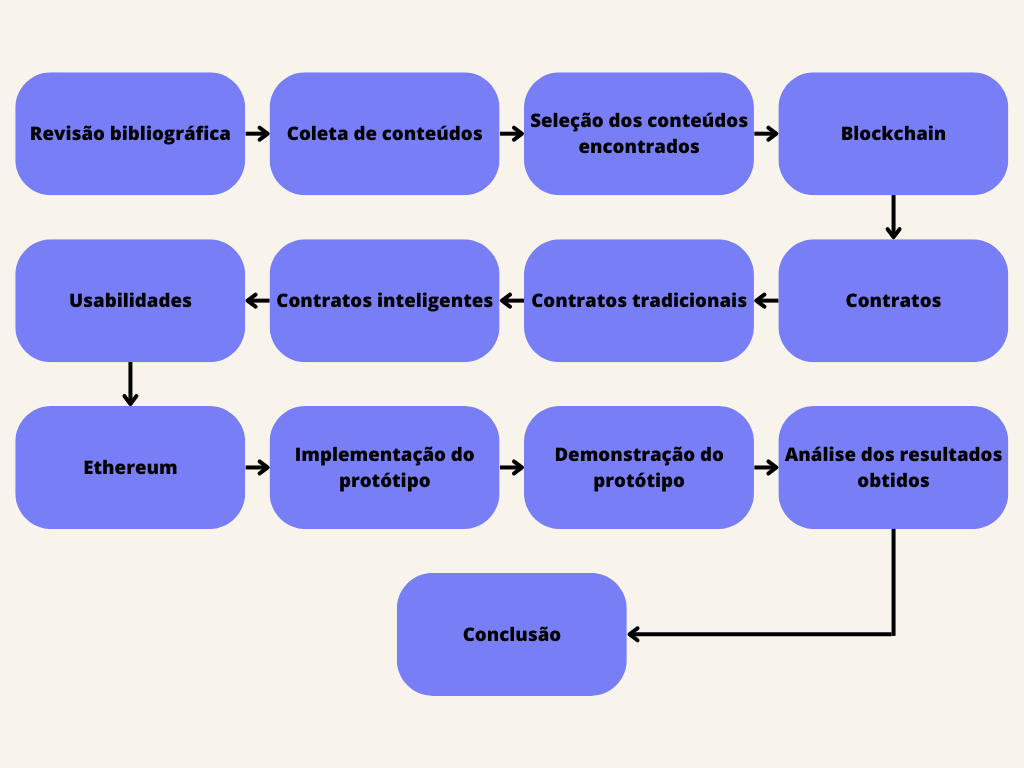 Revisão bibliográfica
Coleta de conteúdos
Seleção dos conteúdos
encontrados
Blockchain
Contratos
Contratos tradicionais
Contratos inteligentes
Usabilidades
Ethereum
Implementação do
protótipo
Demonstração do
protótipo
Análise dos resultados
obtidos
Conclusão